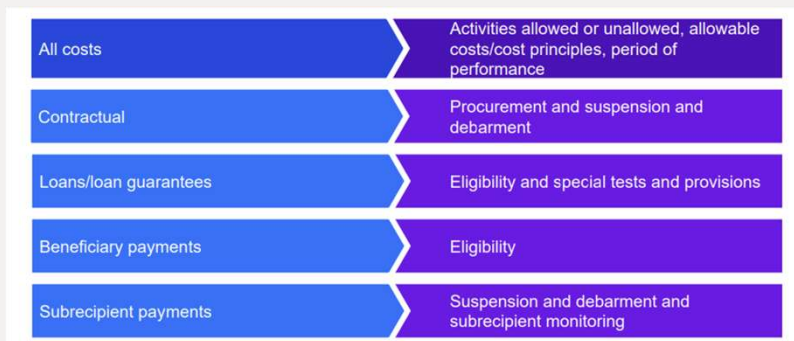 All costs
Activities allowed or unallowed, allowable
costs/cost principles, period of
performance
Contractual
Procurement and suspension and
debarment
Loans/loan guarantees
Eligibility and special tests and provisions
Beneficiary payments
Eligibility
Subrecipient payments
Suspension and debarment and
subrecipient monitoring